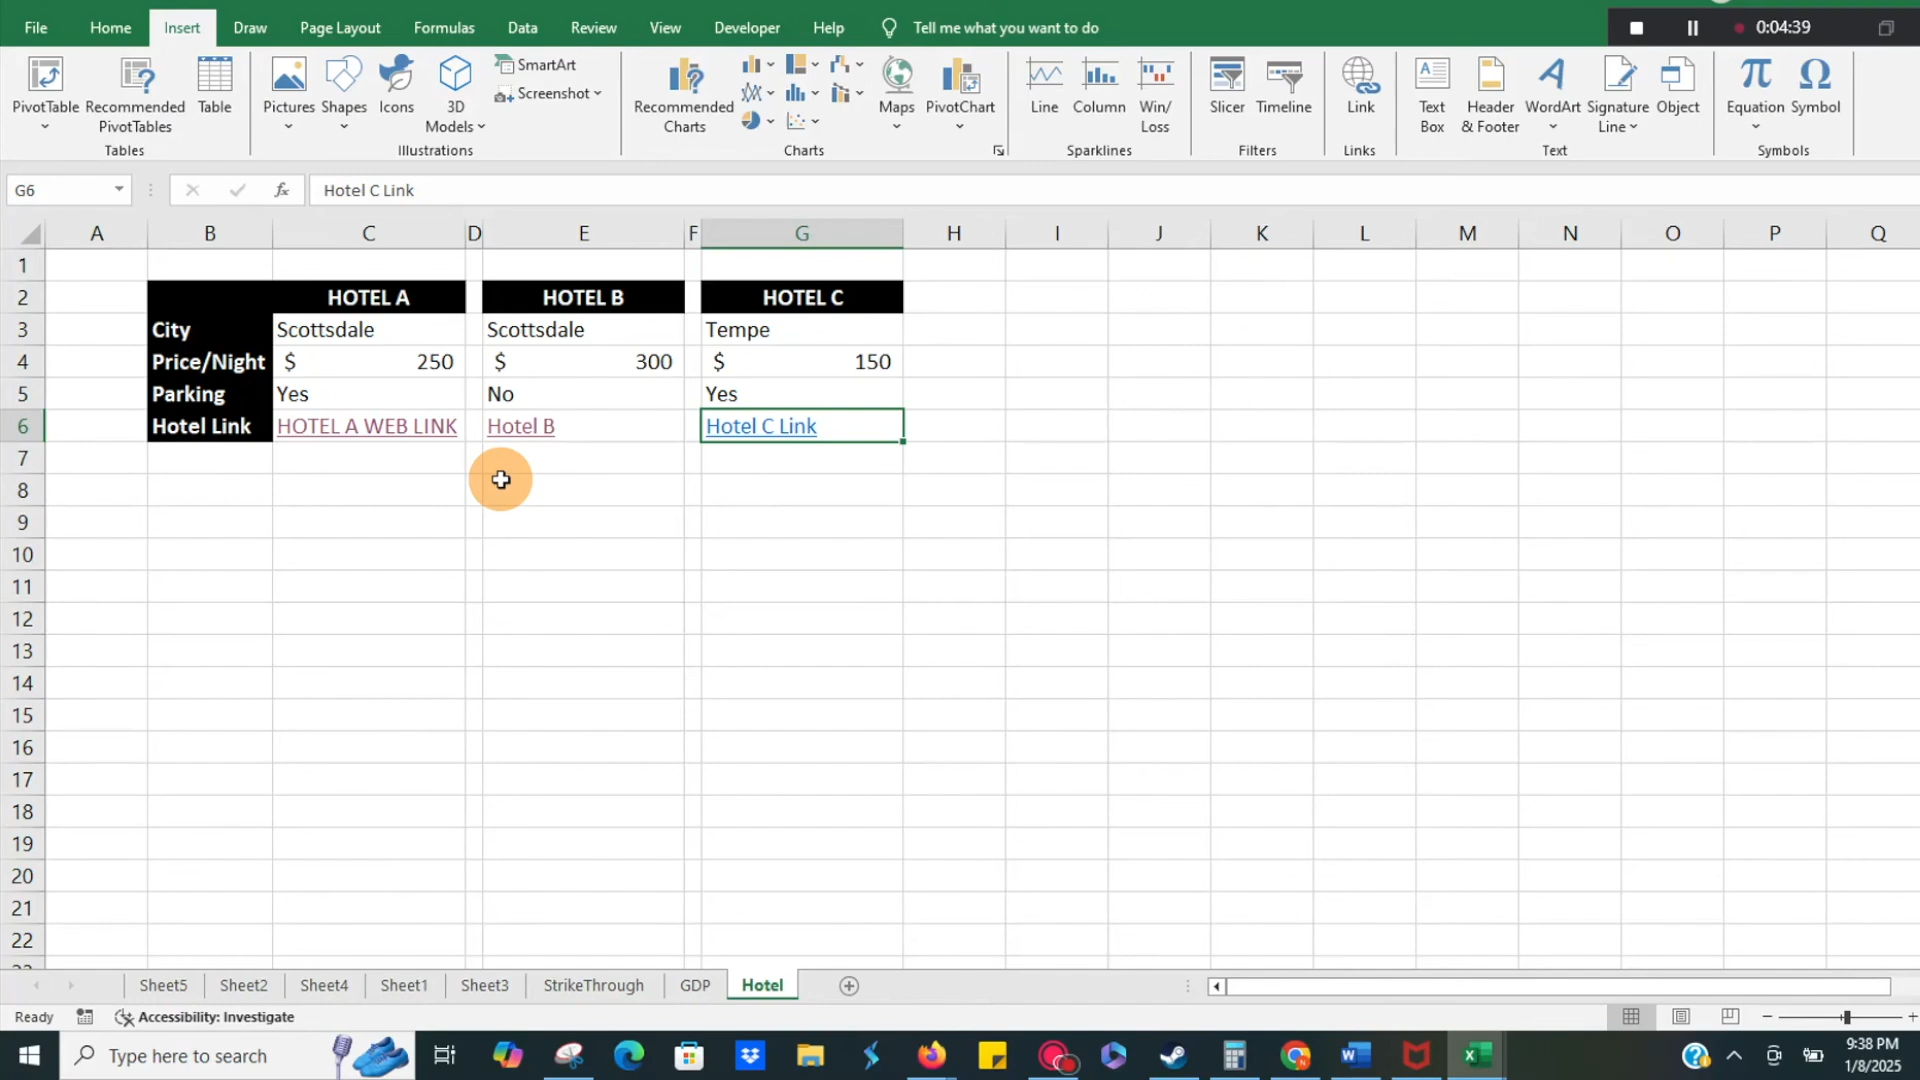 File Home Insert Draw Page Layout Formulas Data Review View Developer Help Tell me what you want to do 0:04:39
PivotTable Recommended PivotTables Table Pictures Shapes Icons 3D Models SmartArt Screenshot Recommended Charts Maps PivotChart Line Column Win/Loss Slicer Timeline Link Text Box Header & Footer WordArt Signature Line Object Equation Symbol
Tables Illustrations Charts Sparklines Filters Links Text Symbols
G6 fx Hotel C Link
A B C D E F G H I J K L M N O P Q
1
2 HOTEL A HOTEL B HOTEL C
3 City Scottsdale Scottsdale Tempe
4 Price/Night $ 250 $ 300 $ 150
5 Parking Yes No Yes
6 Hotel Link HOTEL A WEB LINK Hotel B Hotel C Link
7
8
9
10
11
12
13
14
15
16
17
18
19
20
21
22
Sheet5 Sheet2 Sheet4 Sheet1 Sheet3 StrikeThrough GDP Hotel
Ready Accessibility: Investigate
Type here to search 9:38 PM
1/8/2025